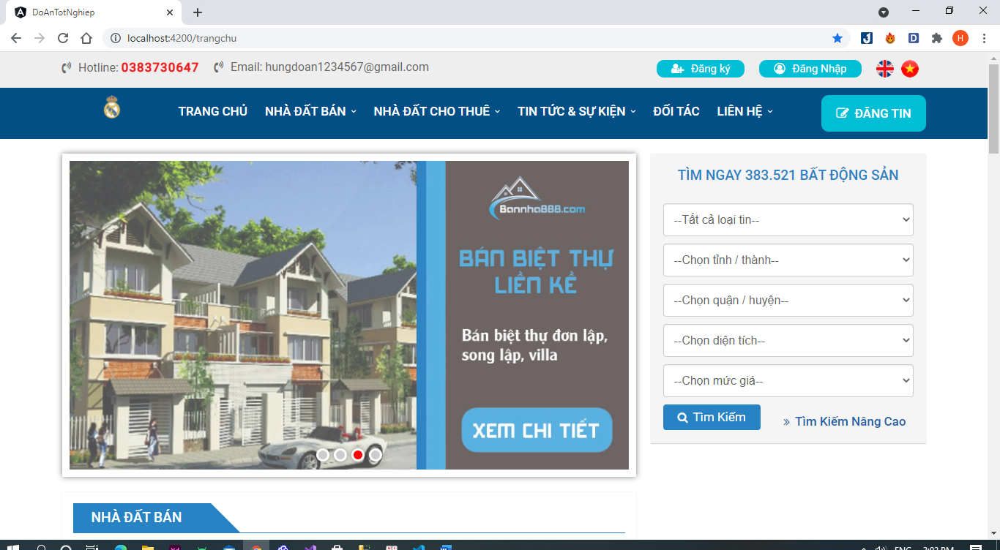 DoAnTotNghiep
localhost:4200/trangchu
H
Hotline: 0383730647 Email: hungdoan1234567@gmail.com Đăng ký Đăng Nhập
TRANG CHỦ NHÀ ĐẤT BÁN NHÀ ĐẤT CHO THUÊ TIN TỨC & SỰ KIỆN ĐỐI TÁC LIÊN HỆ ĐĂNG TIN
Bannha888.com
BÁN BIỆT THỰ
LIỀN KỀ
Bán biệt thự đơn lập,
song lập, villa
XEM CHI TIẾT
TÌM NGAY 383.521 BẤT ĐỘNG SẢN
--Tất cả loại tin--
--Chọn tỉnh / thành--
--Chọn quận / huyện--
--Chọn diện tích--
--Chọn mức giá--
Tìm Kiếm » Tìm Kiếm Nâng Cao
NHÀ ĐẤT BÁN
ENG 2:02 PM